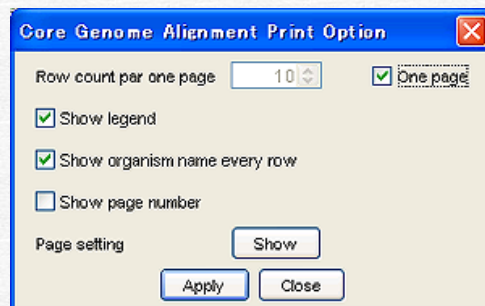 Core Genome Alignment Print Option
Row count par one page 10 One page
Show legend
Show organism name every row
Show page number
Page setting Show
Apply Close